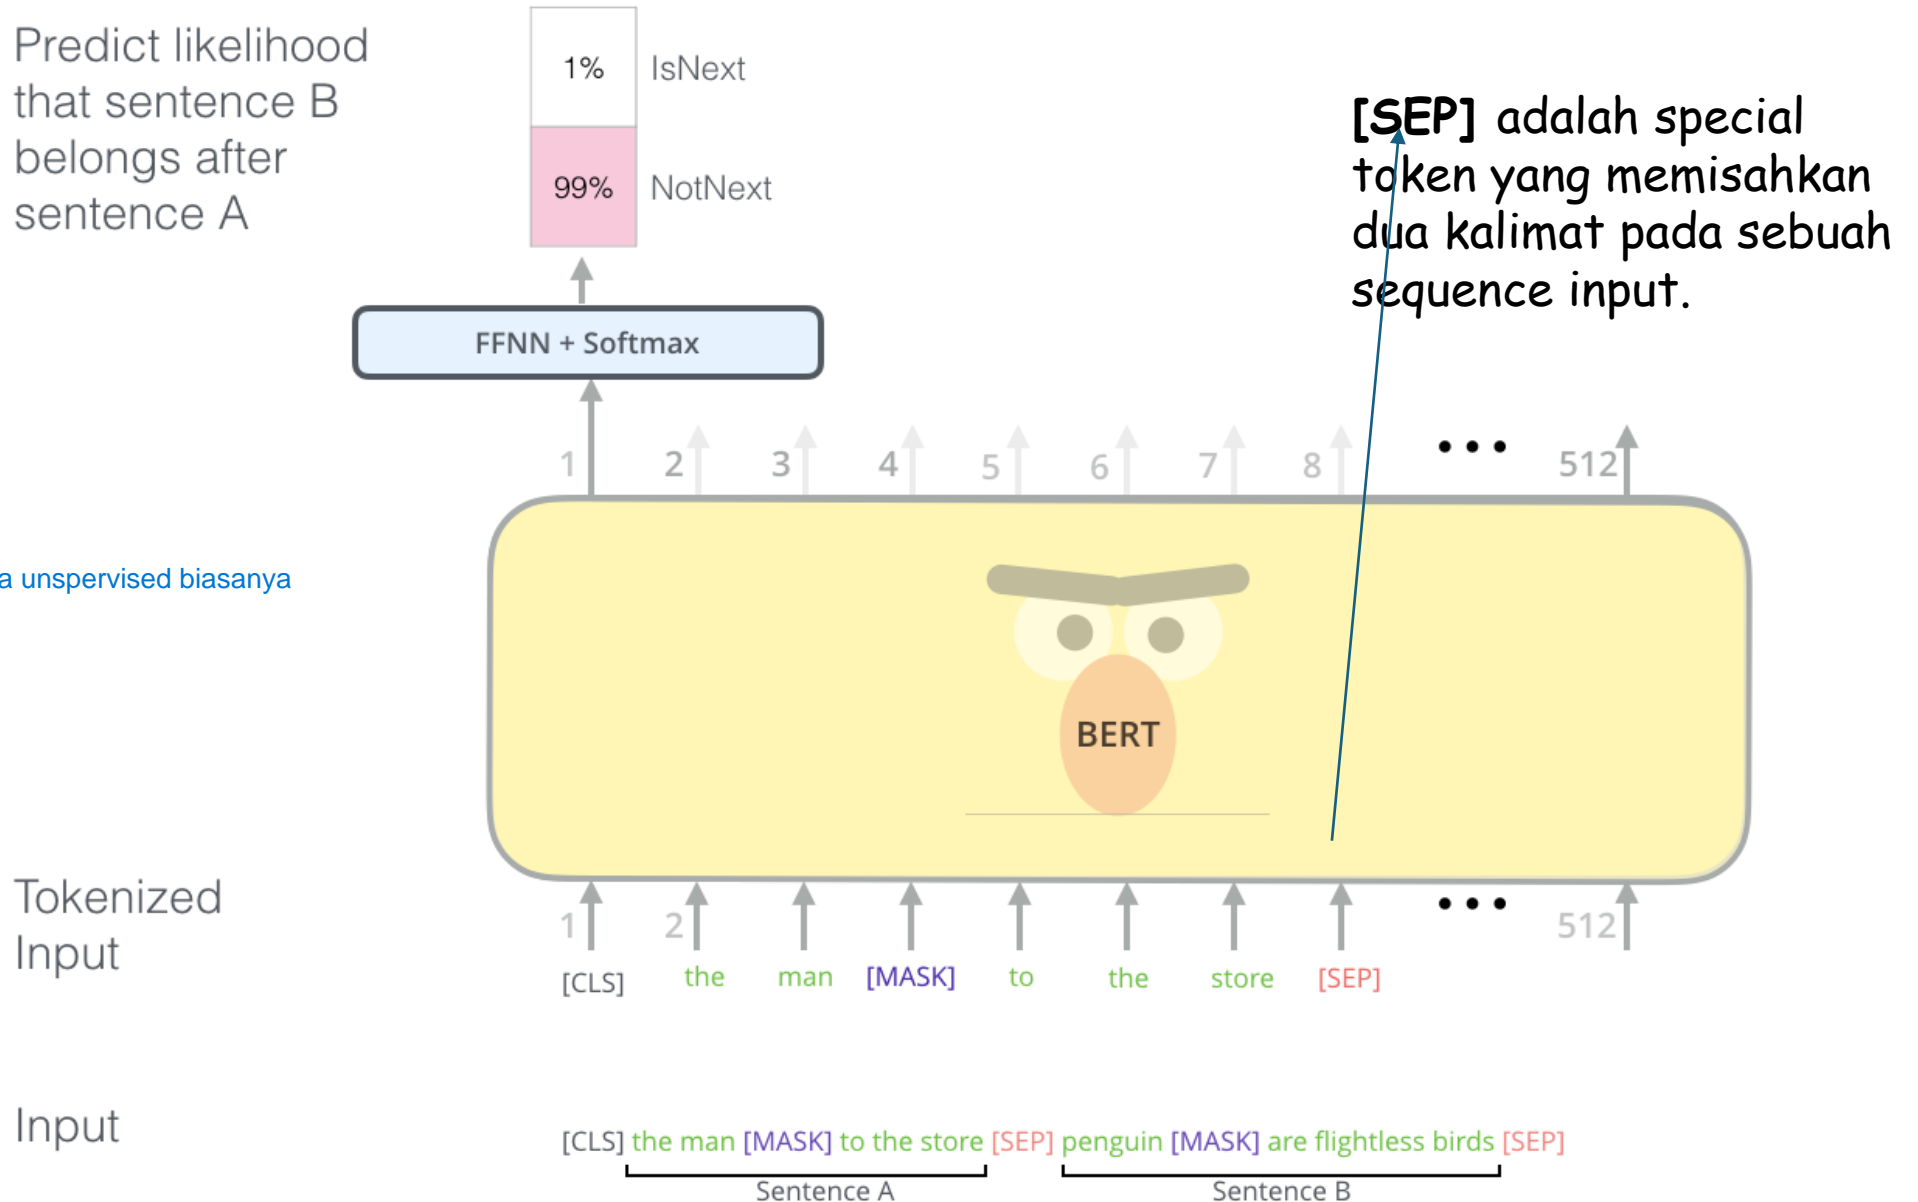 Predict likelihood
that sentence B
belongs after
sentence A
1% IsNext
99% NotNext
[SEP] adalah special
token yang memisahkan
dua kalimat pada sebuah
sequence input.
FFNN + Softmax
1 2 3 4 5 6 7 8 ••• 512
a unspervised biasanya
BERT
Tokenized
Input
1 2 ••• 512
[CLS] the man [MASK] to the store [SEP]
Input
[CLS] the man [MASK] to the store [SEP] penguin [MASK] are flightless birds [SEP]
Sentence A Sentence B